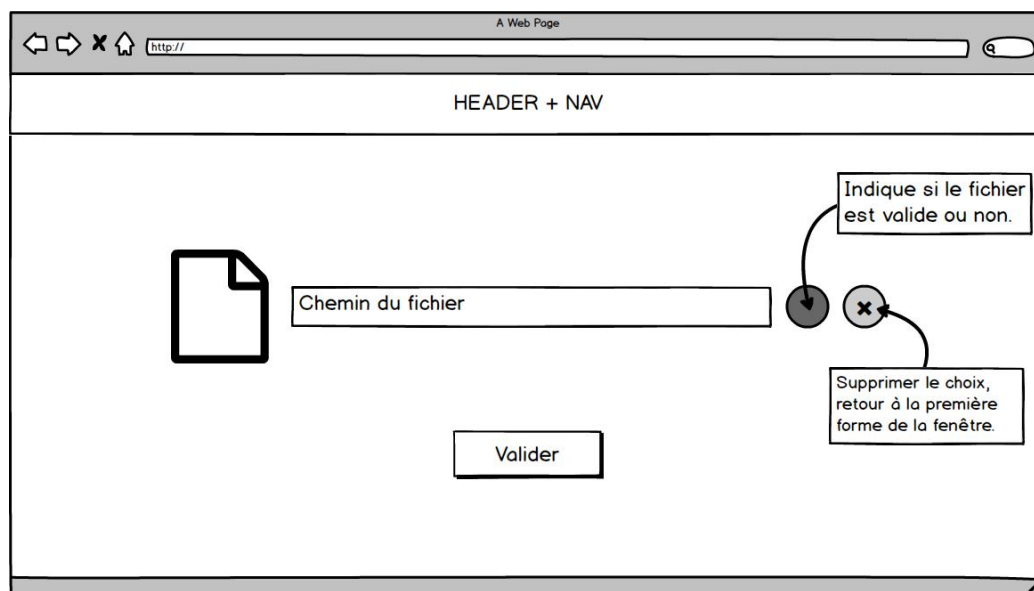 A Web Page
http://
HEADER + NAV
Indique si le fichier
est valide ou non.
Chemin du fichier
Supprimer le choix,
retour à la première
forme de la fenêtre.
Valider